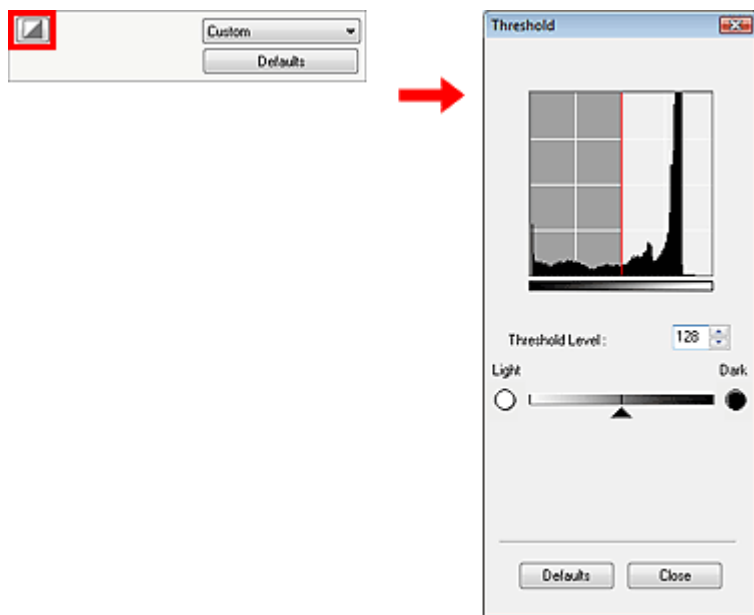 Custom
Defaults
Threshold
Threshold Level :
128
Light
Dark
Defaults
Close